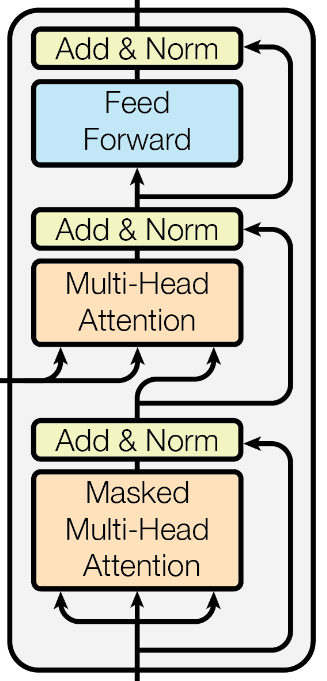 Add & Norm
Feed
Forward
Add & Norm
Multi-Head
Attention
Add & Norm
Masked
Multi-Head
Attention